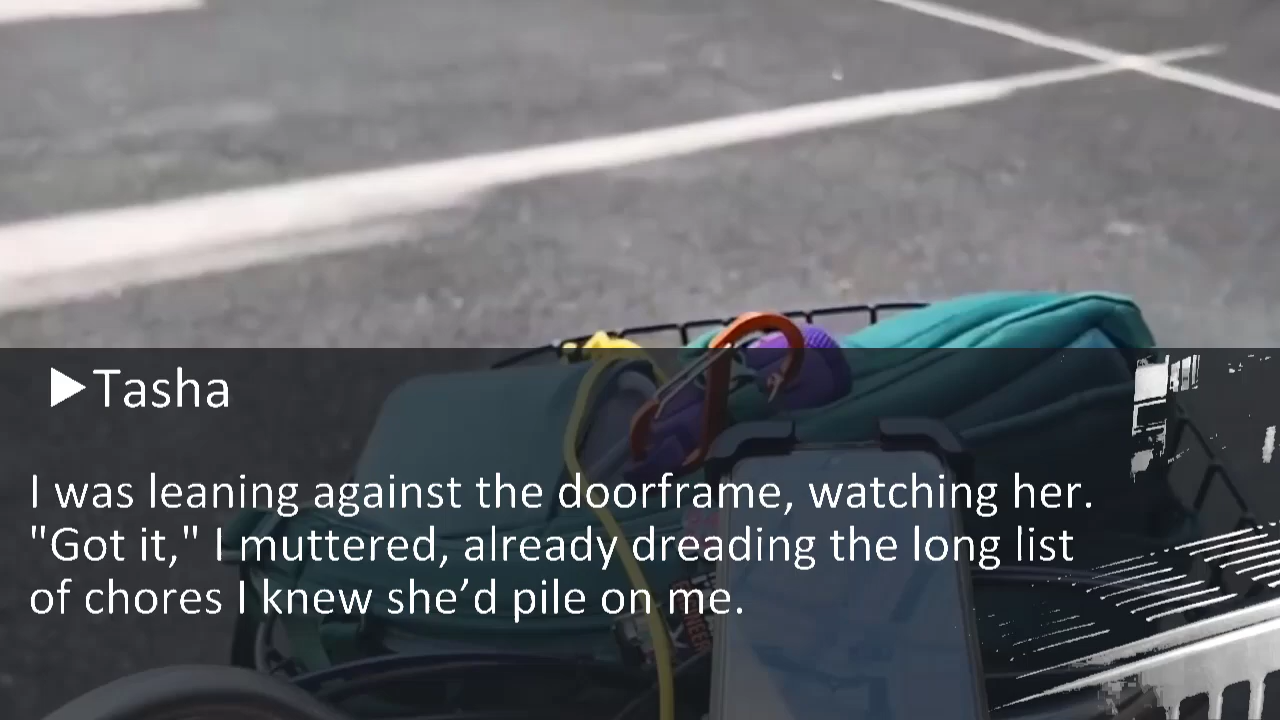 ▶Tasha
I was leaning against the doorframe, watching her.
"Got it," I muttered, already dreading the long list
of chores I knew she’d pile on me.